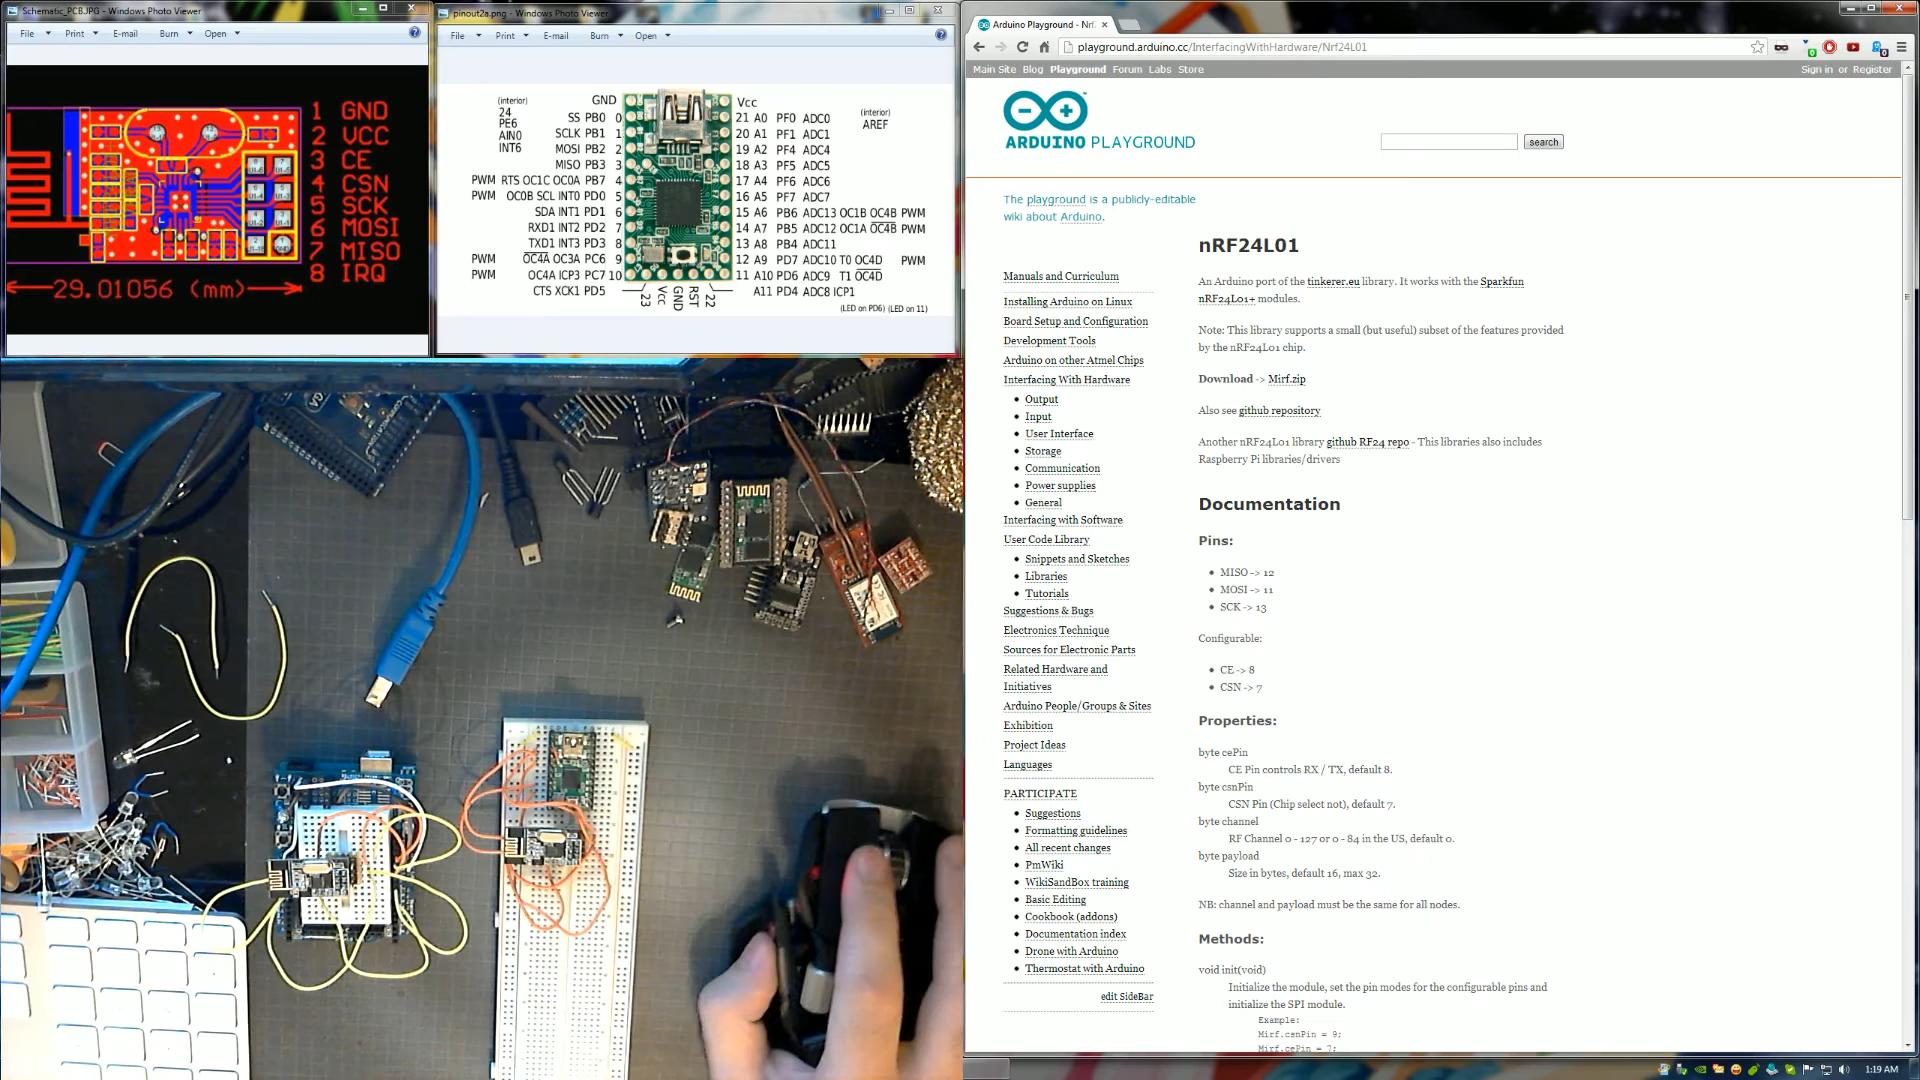 Schematic_PCB.JPG - Windows Photo Viewer
File Print E-mail Burn Open
1 GND
2 VCC
3 CE
4 CSN
5 SCK
6 MOSI
7 MISO
8 IRQ
29.01056 (mm)
pinout2a.png - Windows Photo Viewer
File Print E-mail Burn Open
(interior)
24
PE6
AIN0
INT6
GND
SS PB0 0
SCLK PB1 1
MOSI PB2 2
MISO PB3 3
PWM RTS OC1C OC0A PB7 4
PWM OC0B SCL INT0 PD0 5
SDA INT1 PD1 6
RXD1 INT2 PD2 7
TXD1 INT3 PD3 8
PWM OC4A OC3A PC6 9
PWM OC4A ICP3 PC7 10
CTS XCK1 PD5
23
Vcc
GND
RST
22
Vcc
21 A0 PF0 ADC0
20 A1 PF1 ADC1
19 A2 PF4 ADC4
18 A3 PF5 ADC5
17 A4 PF6 ADC6
16 A5 PF7 ADC7
15 A6 PB6 ADC13 OC1B OC4B PWM
14 A7 PB5 ADC12 OC1A OC4B PWM
13 A8 PB4 ADC11
12 A9 PD7 ADC10 T0 OC4D PWM
11 A10 PD6 ADC9 T1 OC4D
A11 PD4 ADC8 ICP1
(LED on PD6) (LED on 11)
(interior)
AREF
Arduino Playground - Nrf
playground.arduino.cc/InterfacingWithHardware/Nrf24L01
Main Site Blog Playground Forum Labs Store
Sign in or Register
ARDUINO PLAYGROUND
search
The playground is a publicly-editable
wiki about Arduino.
Manuals and Curriculum
Installing Arduino on Linux
Board Setup and Configuration
Development Tools
Arduino on other Atmel Chips
Interfacing With Hardware
Output
Input
User Interface
Storage
Communication
Power supplies
General
Interfacing with Software
User Code Library
Snippets and Sketches
Libraries
Tutorials
Suggestions & Bugs
Electronics Technique
Sources for Electronic Parts
Related Hardware and
Initiatives
Arduino People/Groups & Sites
Exhibition
Project Ideas
Languages
PARTICIPATE
Suggestions
Formatting guidelines
All recent changes
PmWiki
WikiSandBox training
Basic Editing
Cookbook (addons)
Documentation index
Drone with Arduino
Thermostat with Arduino
edit SideBar
nRF24L01
An Arduino port of the tinkerer.eu library. It works with the Sparkfun
nRF24L01+ modules.
Note: This library supports a small (but useful) subset of the features provided
by the nRF24L01 chip.
Download -> Mirf.zip
Also see github repository
Another nRF24L01 library github RF24 repo - This libraries also includes
Raspberry Pi libraries/drivers
Documentation
Pins:
MISO -> 12
MOSI -> 11
SCK -> 13
Configurable:
CE -> 8
CSN -> 7
Properties:
byte cePin
CE Pin controls RX / TX, default 8.
byte csnPin
CSN Pin (Chip select not), default 7.
byte channel
RF Channel 0 - 127 or 0 - 84 in the US, default 0.
byte payload
Size in bytes, default 16, max 32.
NB: channel and payload must be the same for all nodes.
Methods:
void init(void)
Initialize the module, set the pin modes for the configurable pins and
initialize the SPI module.
Example:
Mirf.csnPin = 9;
Mirf.cePin = 7;
1:19 AM